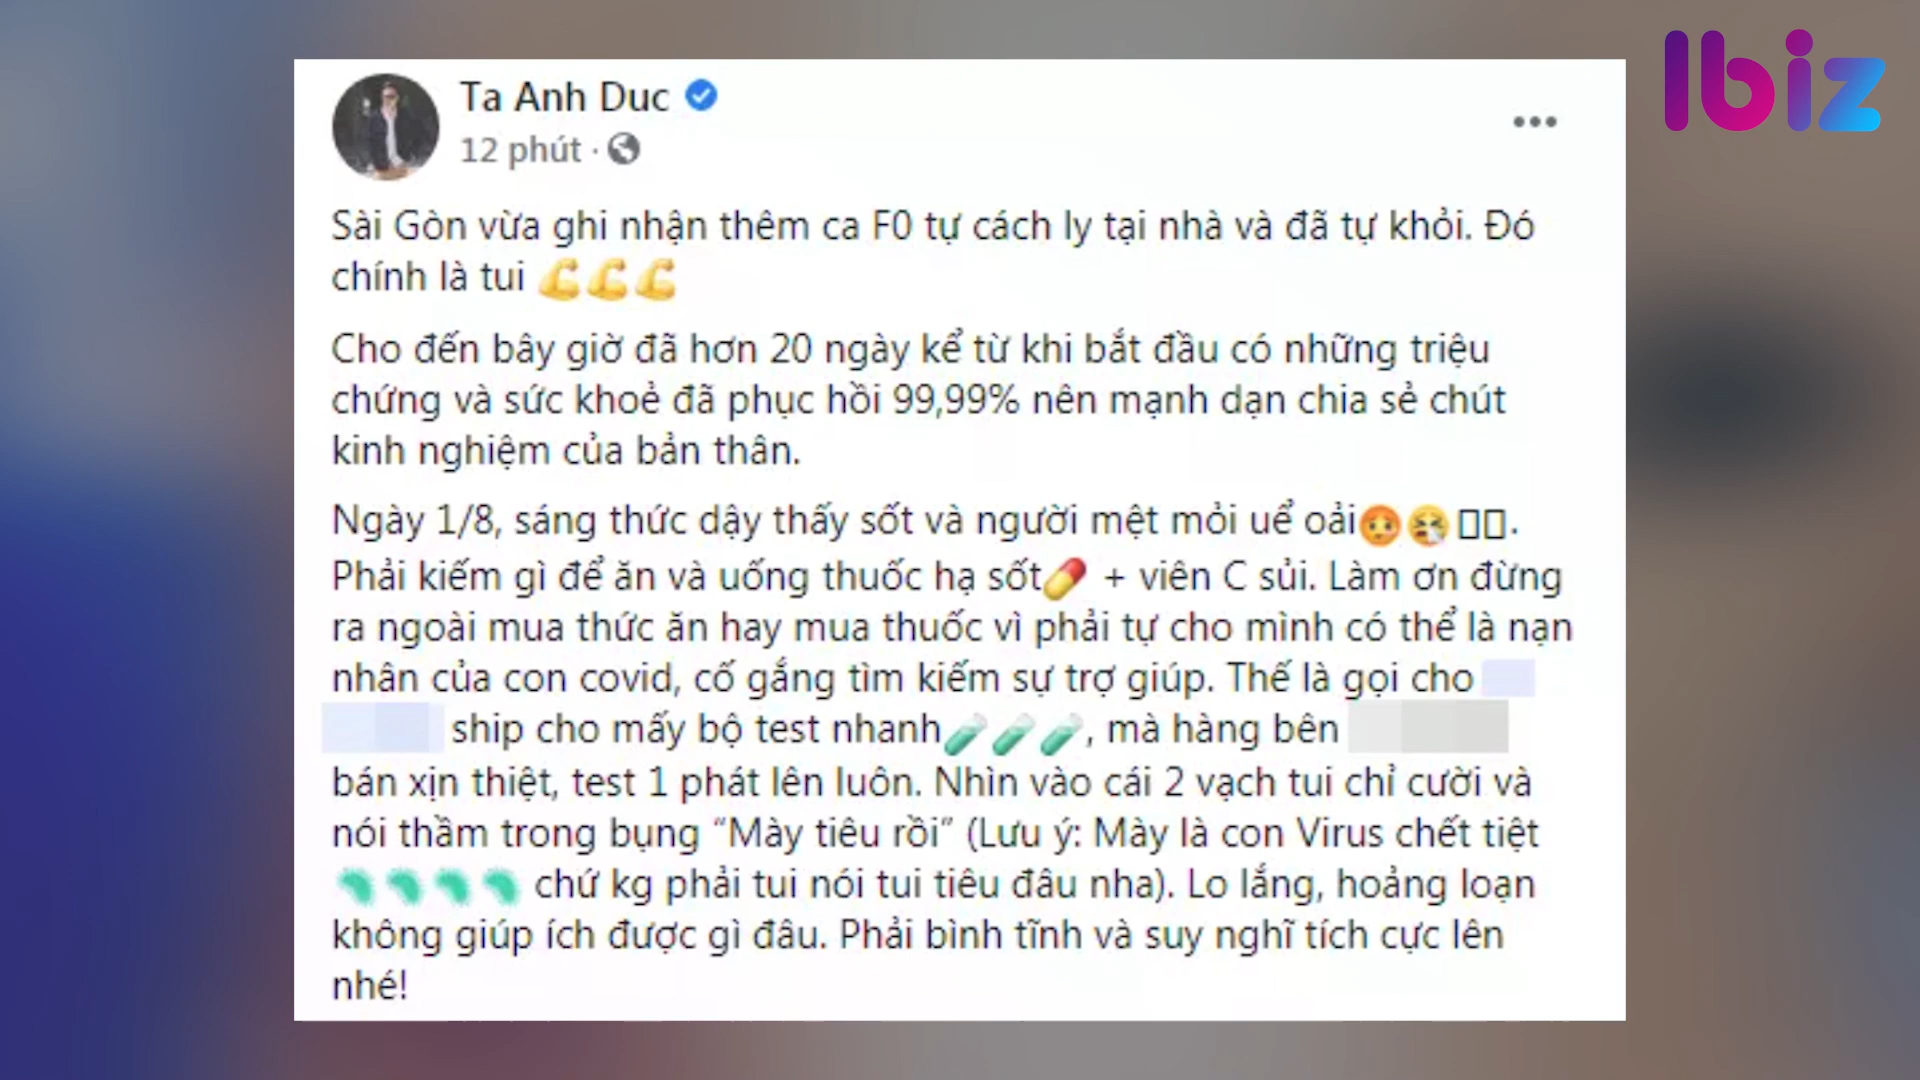 Ibiz
Ta Anh Duc
12 phút ·
Sài Gòn vừa ghi nhận thêm ca F0 tự cách ly tại nhà và đã tự khỏi. Đó
chính là tui 💪💪💪
Cho đến bây giờ đã hơn 20 ngày kể từ khi bắt đầu có những triệu
chứng và sức khoẻ đã phục hồi 99,99% nên mạnh dạn chia sẻ chút
kinh nghiệm của bản thân.
Ngày 1/8, sáng thức dậy thấy sốt và người mệt mỏi uể oải🥵🤧▯▯.
Phải kiếm gì để ăn và uống thuốc hạ sốt💊 + viên C sủi. Làm ơn đừng
ra ngoài mua thức ăn hay mua thuốc vì phải tự cho mình có thể là nạn
nhân của con covid, cố gắng tìm kiếm sự trợ giúp. Thế là gọi cho
ship cho mấy bộ test nhanh🧪🧪🧪, mà hàng bên
bán xịn thiệt, test 1 phát lên luôn. Nhìn vào cái 2 vạch tui chỉ cười và
nói thầm trong bụng “Mày tiêu rồi” (Lưu ý: Mày là con Virus chết tiệt
🦠🦠🦠🦠 chứ kg phải tui nói tui tiêu đâu nha). Lo lắng, hoảng loạn
không giúp ích được gì đâu. Phải bình tĩnh và suy nghĩ tích cực lên
nhé!